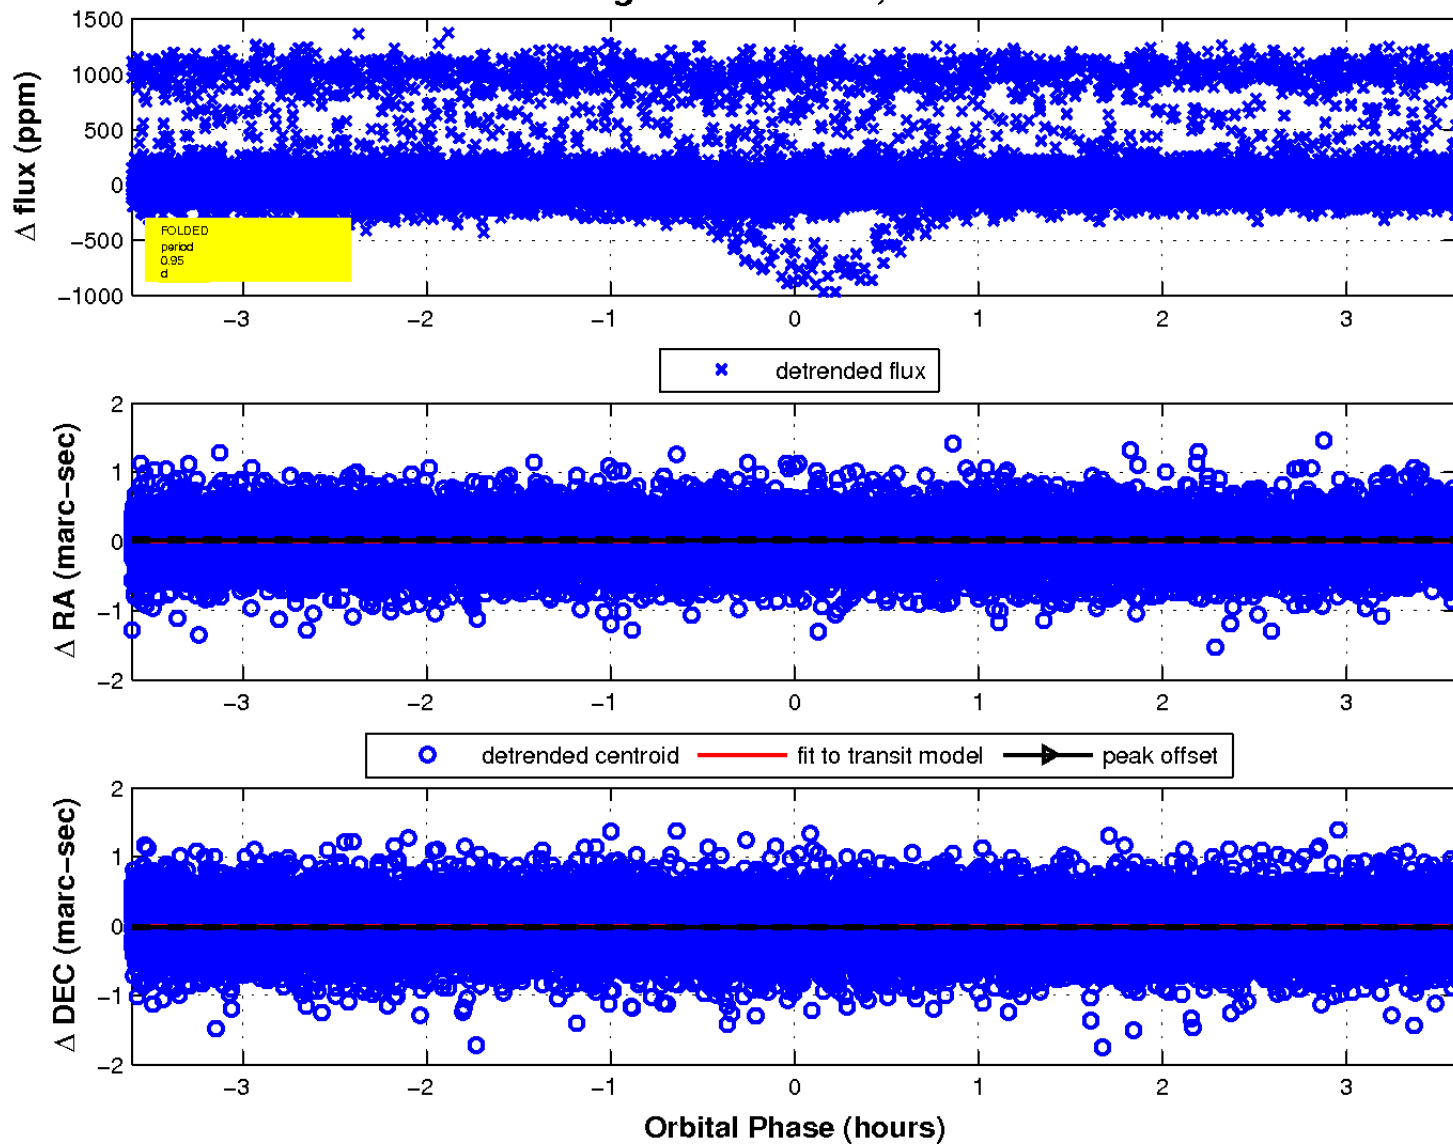 1500
1000
500
0
−500
−1000
Δ flux (ppm)
FOLDED
period
0.95
d
−3 −2 −1 0 1 2 3
detrended flux
2
1
0
−1
−2
Δ RA (marc−sec)
−3 −2 −1 0 1 2 3
detrended centroid fit to transit model peak offset
2
1
0
−1
−2
Δ DEC (marc−sec)
−3 −2 −1 0 1 2 3
Orbital Phase (hours)